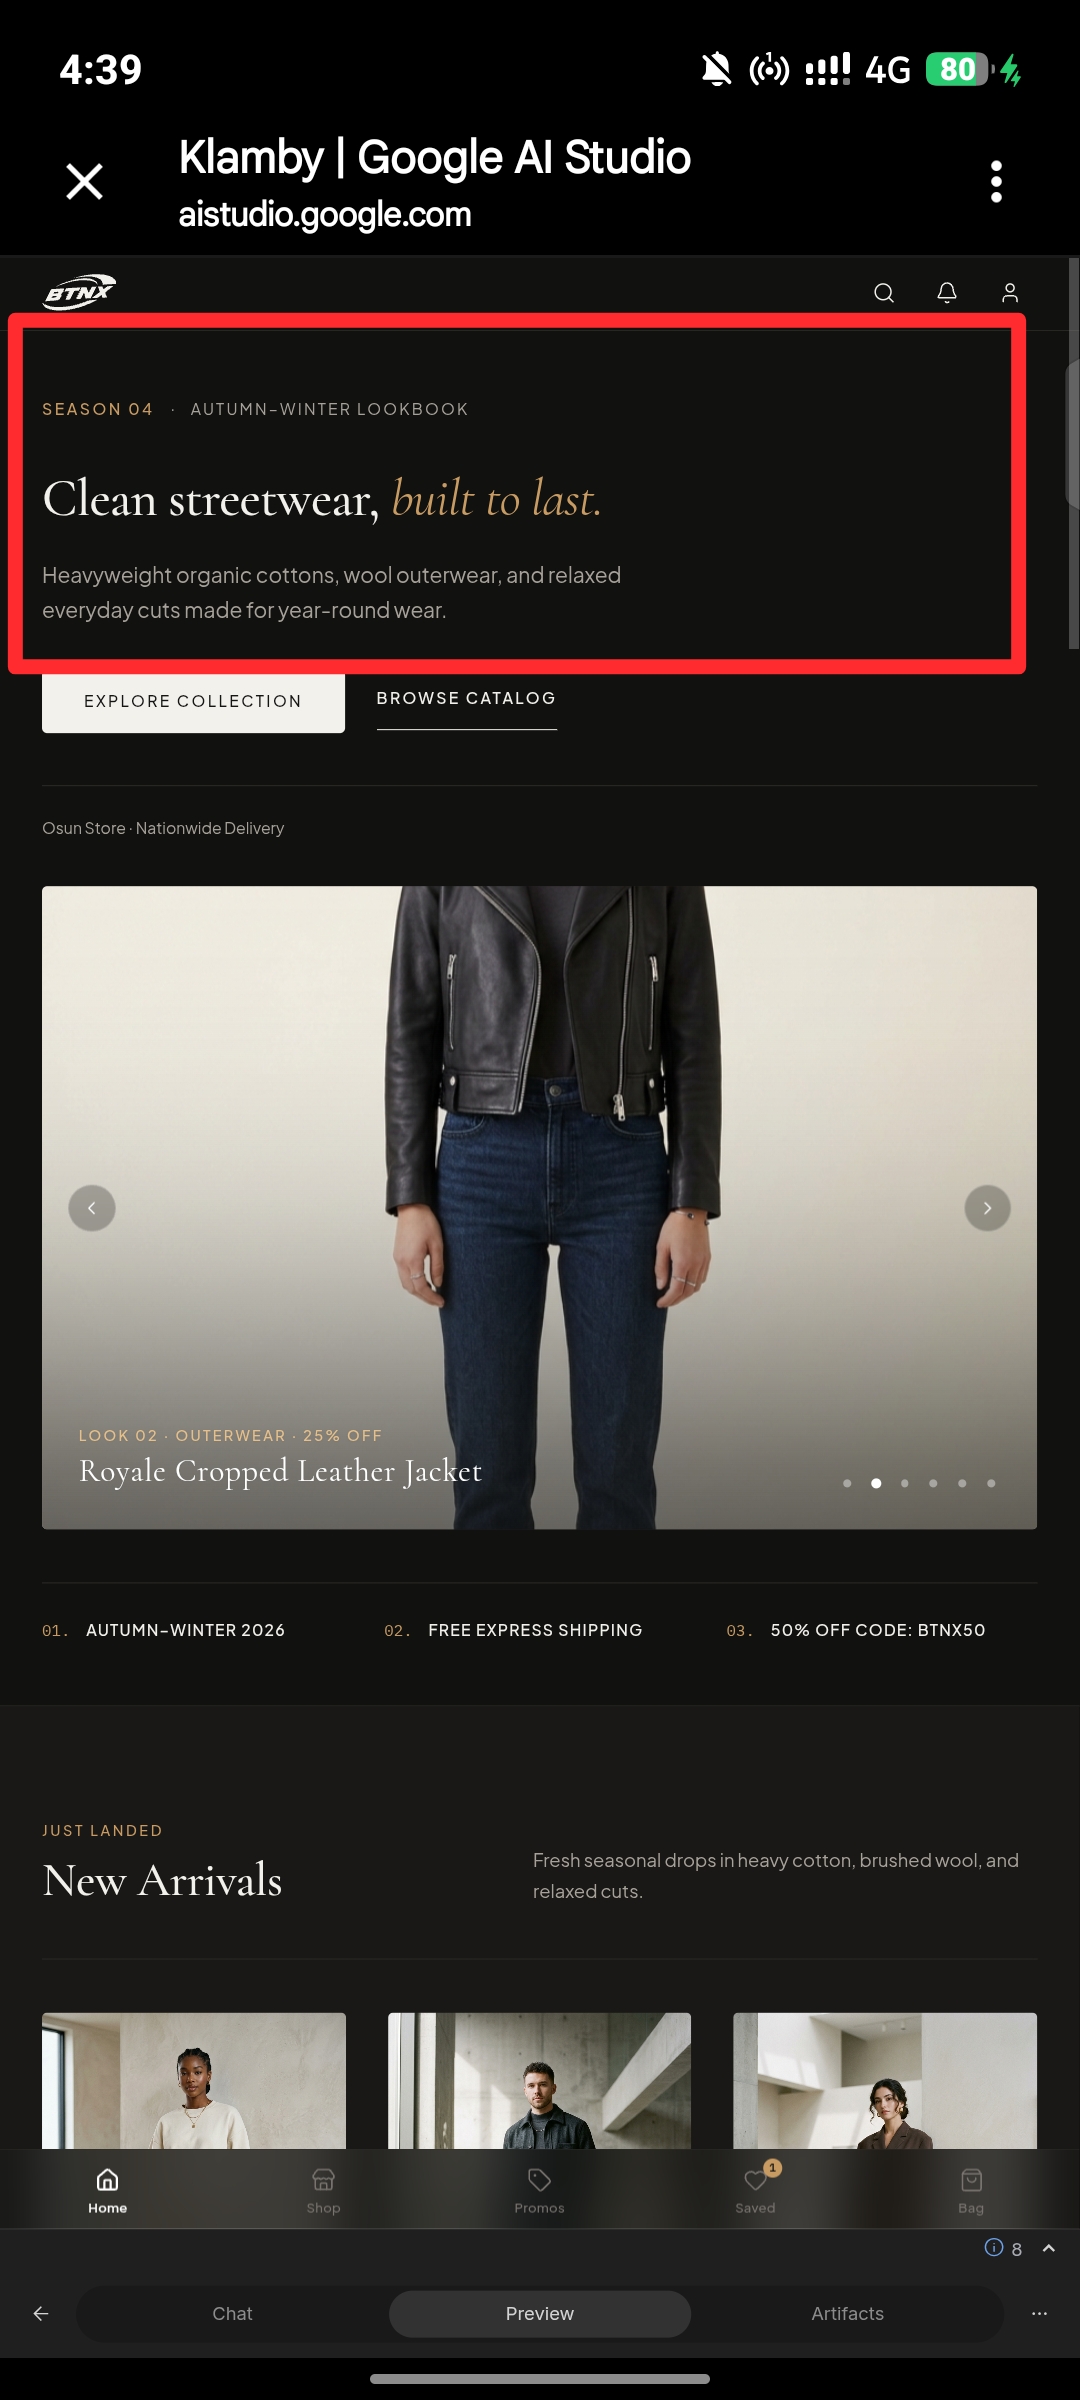 4:39
4G
80
Klamby | Google AI Studio
aistudio.google.com
BTNX
SEASON 04 · AUTUMN–WINTER LOOKBOOK
Clean streetwear, built to last.
Heavyweight organic cottons, wool outerwear, and relaxed
everyday cuts made for year-round wear.
EXPLORE COLLECTION
BROWSE CATALOG
Osun Store · Nationwide Delivery
LOOK 02 · OUTERWEAR · 25% OFF
Royale Cropped Leather Jacket
01. AUTUMN–WINTER 2026
02. FREE EXPRESS SHIPPING
03. 50% OFF CODE: BTNX50
JUST LANDED
New Arrivals
Fresh seasonal drops in heavy cotton, brushed wool, and
relaxed cuts.
1
Home
Shop
Promos
Saved
Bag
8
Chat
Preview
Artifacts